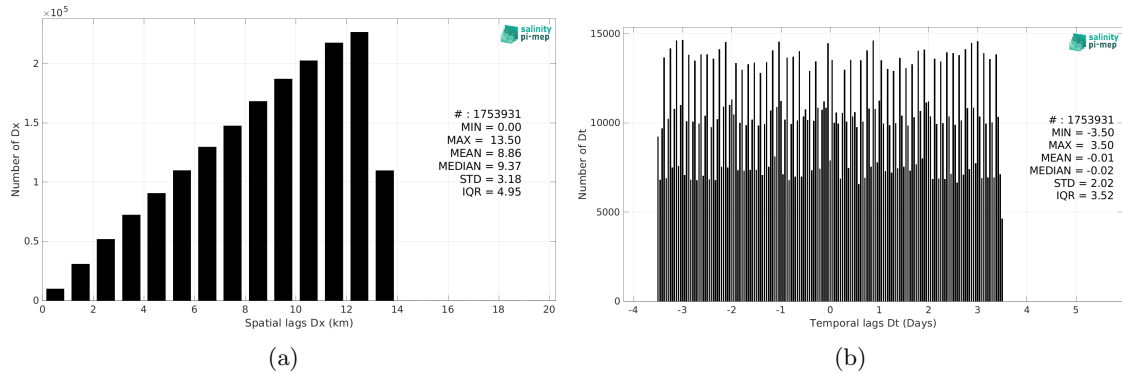 ×10^5
2
1.5
1
0.5
0
Number of Dx
0 2 4 6 8 10 12 14 16 18 20
Spatial lags Dx (km)
salinity
pi-mep
# : 1753931
MIN = 0.00
MAX = 13.50
MEAN = 8.86
MEDIAN = 9.37
STD = 3.18
IQR = 4.95
(a)
15000
10000
5000
0
Number of Dt
-4 -3 -2 -1 0 1 2 3 4 5
Temporal lags Dt (Days)
salinity
pi-mep
# : 1753931
MIN = -3.50
MAX = 3.50
MEAN = -0.01
MEDIAN = -0.02
STD = 2.02
IQR = 3.52
(b)